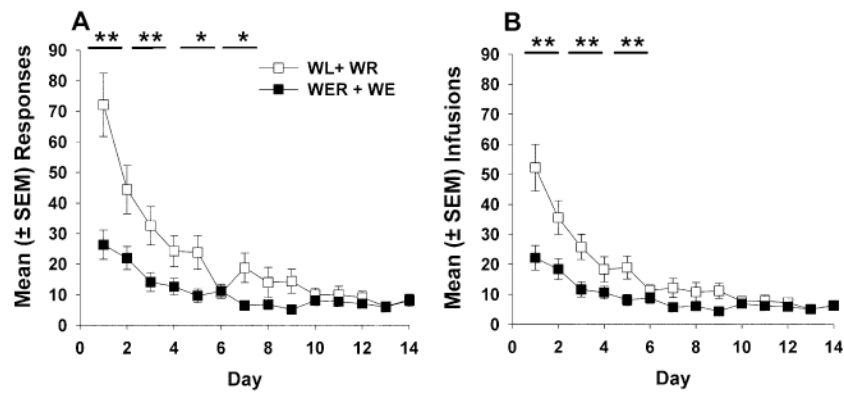 A
** ** * *
90
80
70
60
50
40
30
20
10
0
Mean (± SEM) Responses
WL+ WR
WER + WE
0 2 4 6 8 10 12 14
Day
B
** ** **
90
80
70
60
50
40
30
20
10
0
Mean (± SEM) Infusions
0 2 4 6 8 10 12 14
Day